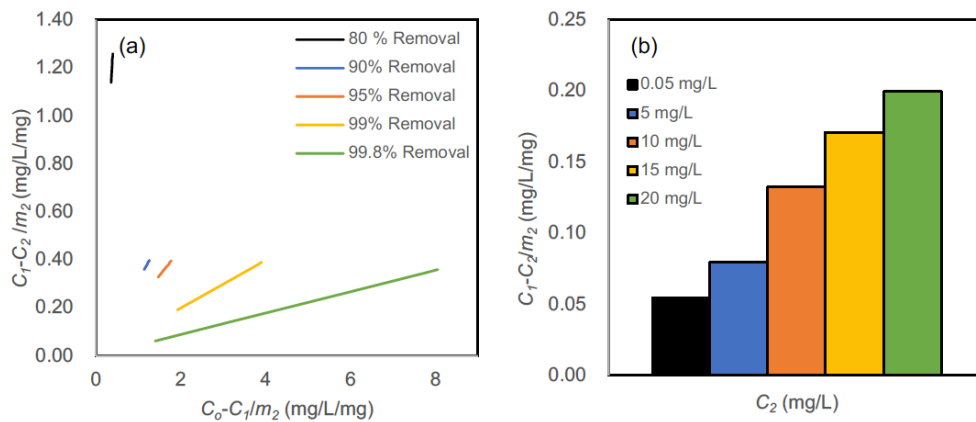 (a)
80 % Removal
90% Removal
95% Removal
99% Removal
99.8% Removal
C₁-C₂ /m₂ (mg/L/mg)
1.40
1.20
1.00
0.80
0.60
0.40
0.20
0.00
0
2
4
6
8
Cₒ-C₁/m₂ (mg/L/mg)
(b)
0.05 mg/L
5 mg/L
10 mg/L
15 mg/L
20 mg/L
C₁-C₂/m₂ (mg/L/mg)
0.25
0.20
0.15
0.10
0.05
0.00
C₂ (mg/L)